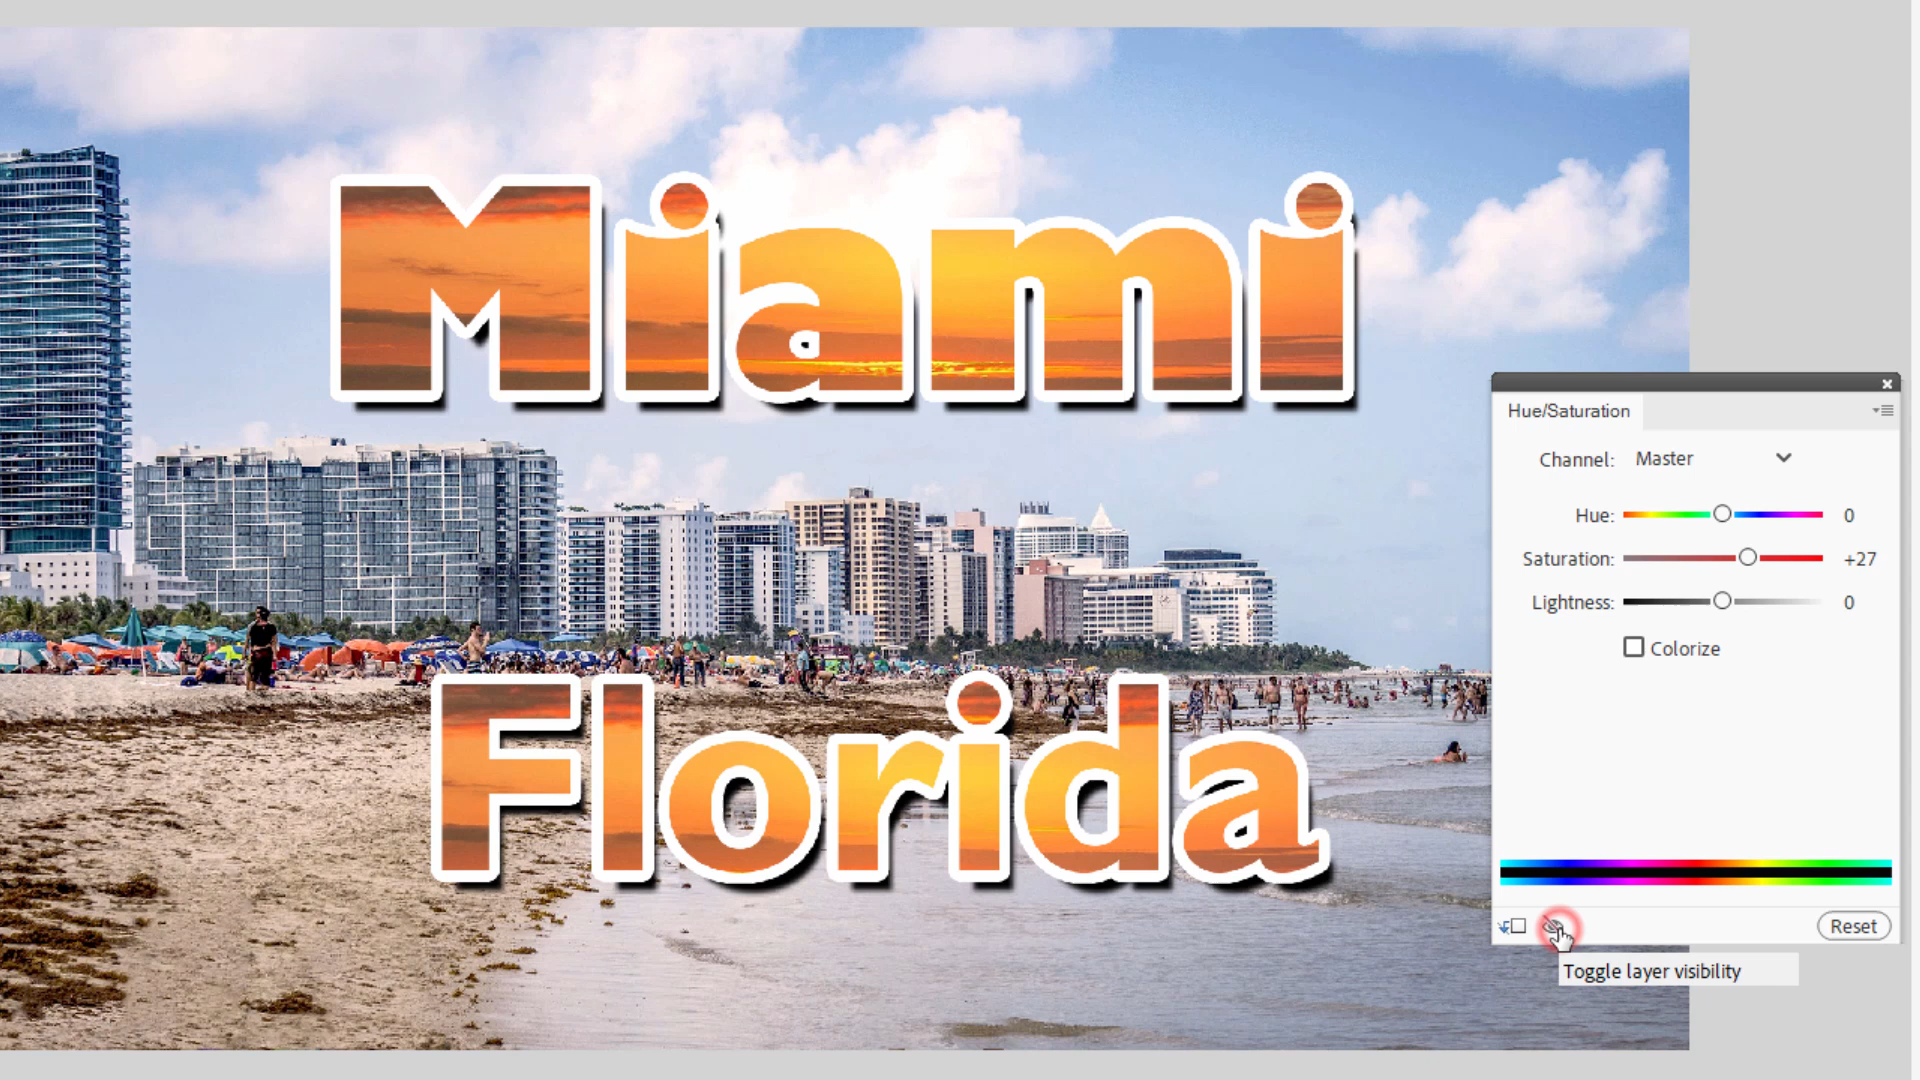 Miami
Florida
Hue/Saturation
Channel: Master
Hue: 0
Saturation: +27
Lightness: 0
Colorize
Reset
Toggle layer visibility